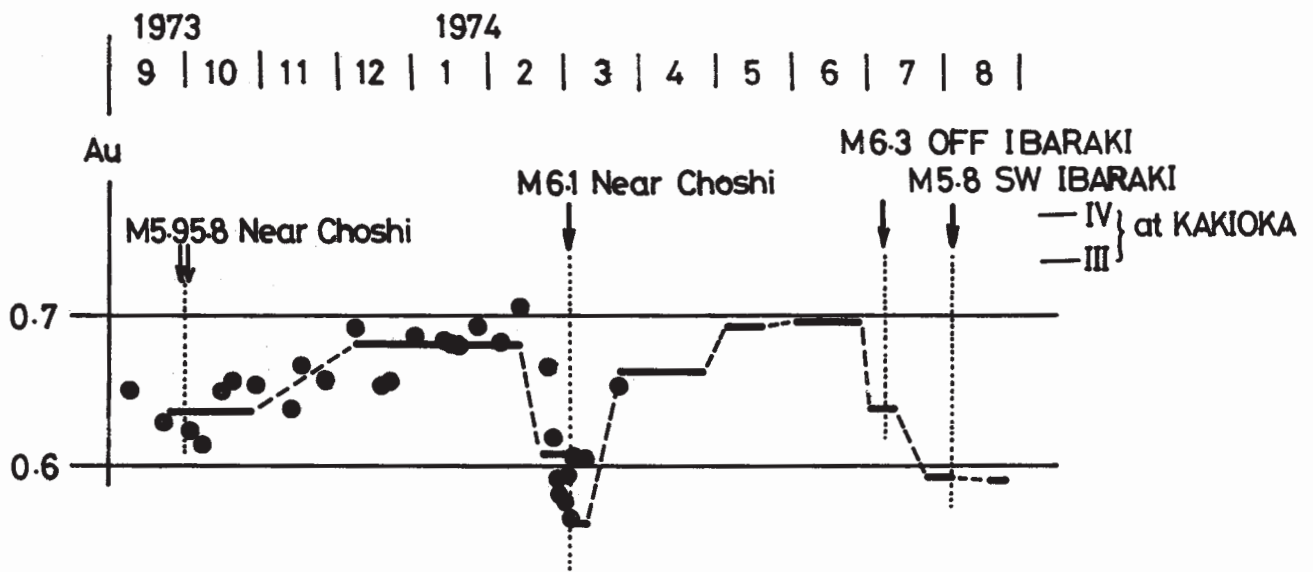 1973 1974
9 | 10 | 11 | 12 | 1 | 2 | 3 | 4 | 5 | 6 | 7 | 8 |
Au
M6.3 OFF IBARAKI
M6.1 Near Choshi
M5.8 SW IBARAKI
IV
at KAKIOKA
III
M5.95.8 Near Choshi
0.7
0.6